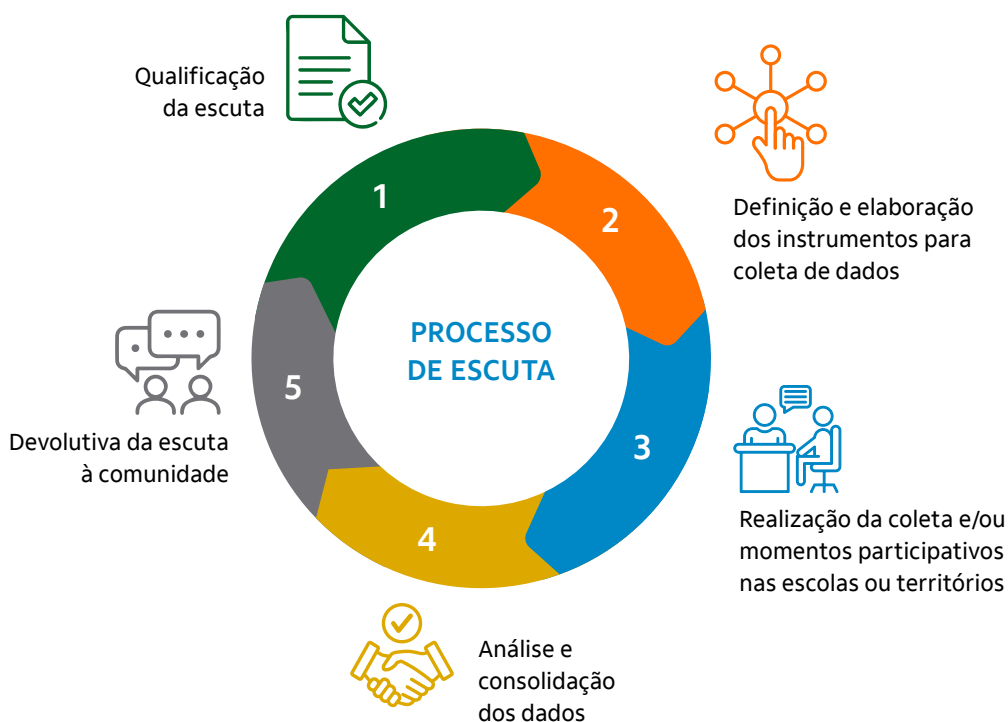 Qualificação
da escuta
1
2
Definição e elaboração
dos instrumentos para
coleta de dados
PROCESSO
DE ESCUTA
3
Realização da coleta e/ou
momentos participativos
nas escolas ou territórios
4
Análise e
consolidação
dos dados
5
Devolutiva da escuta
à comunidade